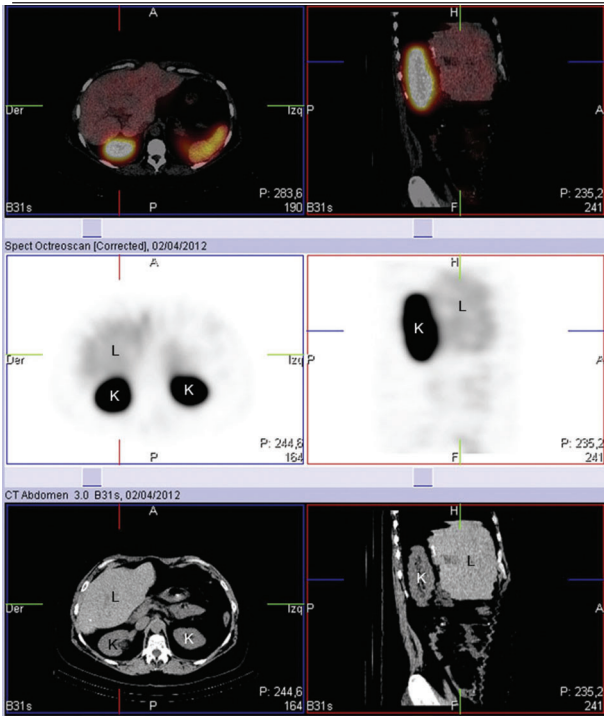 A H
Der Izq P A
P: 283,6 P: 235,2
B31s P 190 B31s F 241
Spect Octreoscan [Corrected], 02/04/2012
A H
L L
K
Der Izq P A
K K
P: 244,6 P: 235,2
P 164 F 241
CT Abdomen 3.0 B31s, 02/04/2012
A H
L L
K
Der Izq P A
K K
P: 244,6 P: 235,2
B31s P 164 B31s F 241